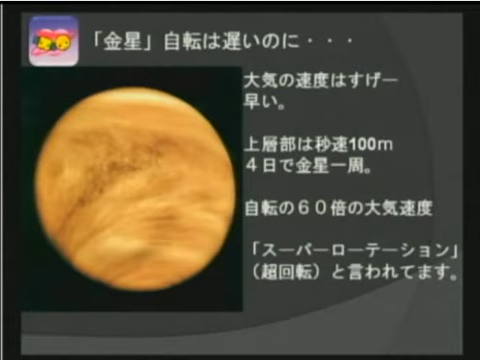 「金星」自転は遅いのに・・・
大気の速度はすげー
早い。
上層部は秒速100m
４日で金星一周。
自転の６０倍の大気速度
「スーパーローテーション」
（超回転）と言われてます。